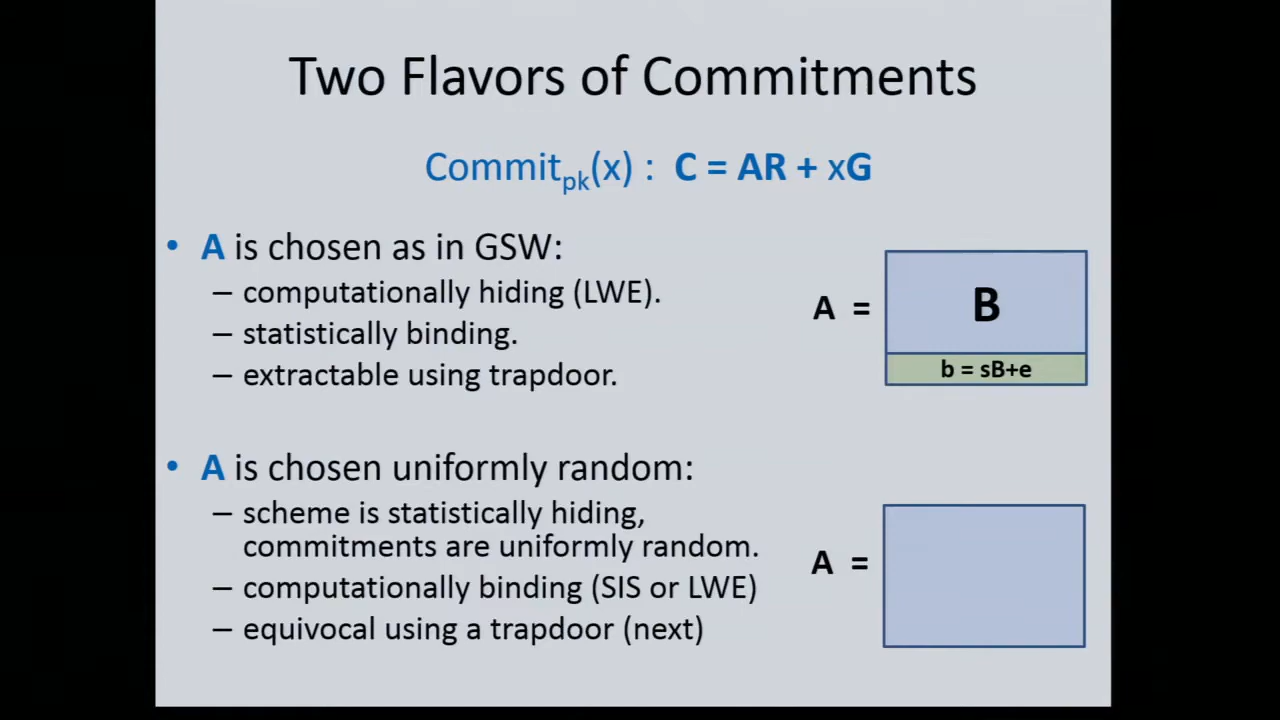 Two Flavors of Commitments
Commitpk(x) : C = AR + xG
• A is chosen as in GSW:
– computationally hiding (LWE).
– statistically binding.
– extractable using trapdoor.
A =
B
b = sB+e
• A is chosen uniformly random:
– scheme is statistically hiding,
commitments are uniformly random.
– computationally binding (SIS or LWE)
– equivocal using a trapdoor (next)
A =